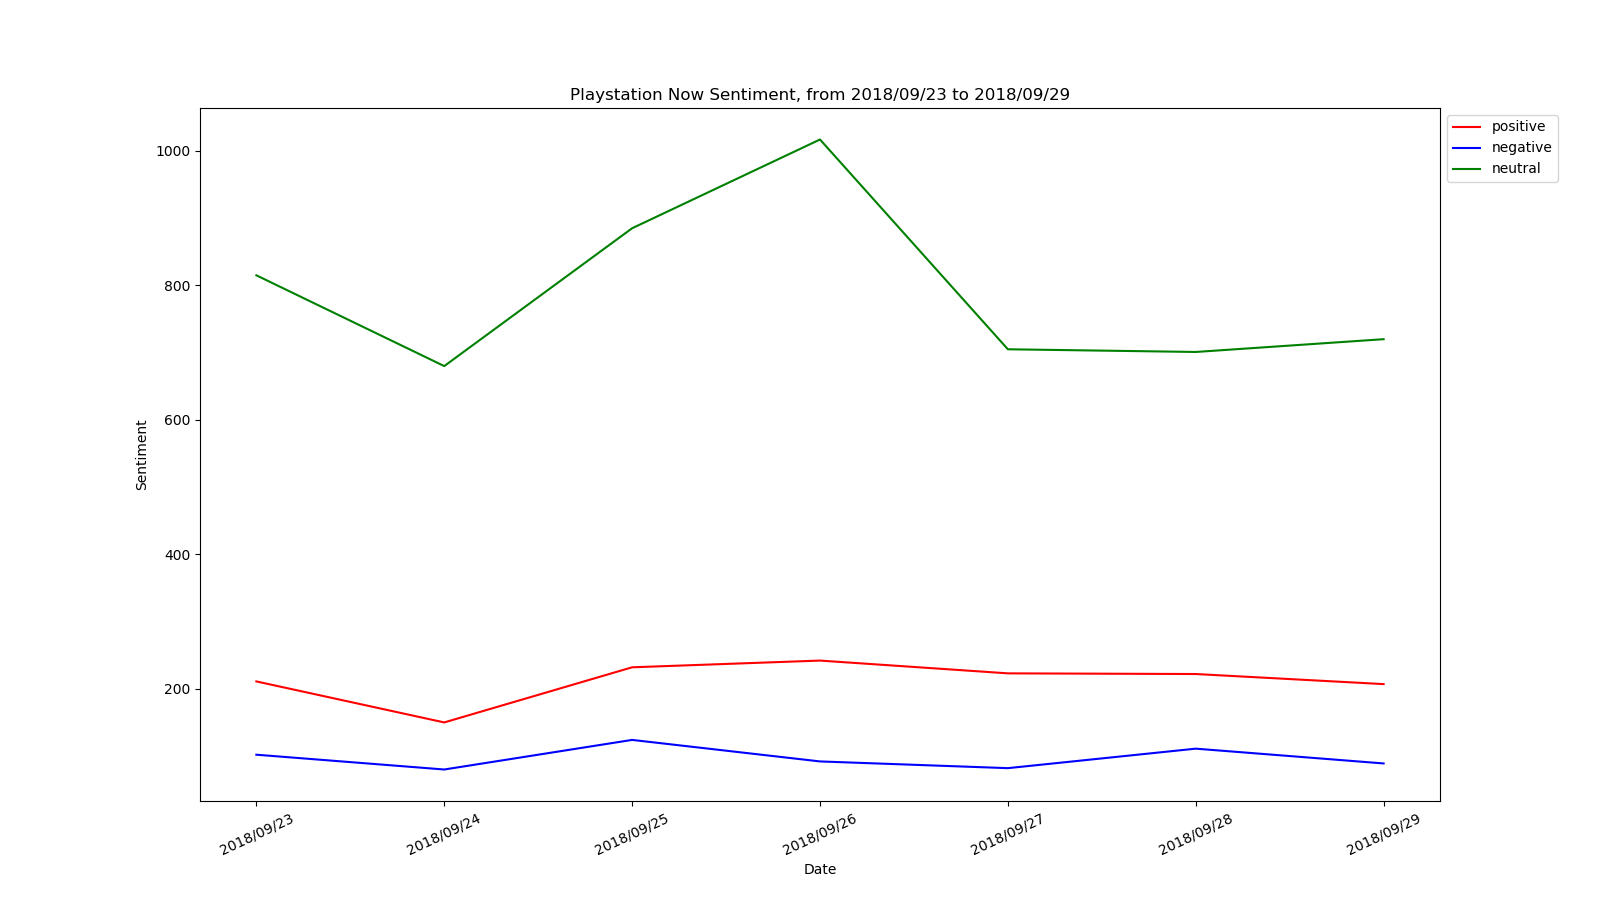 Playstation Now Sentiment, from 2018/09/23 to 2018/09/29
positive
negative
neutral
1000
800
600
400
200
Sentiment
2018/09/23
2018/09/24
2018/09/25
2018/09/26
2018/09/27
2018/09/28
2018/09/29
Date